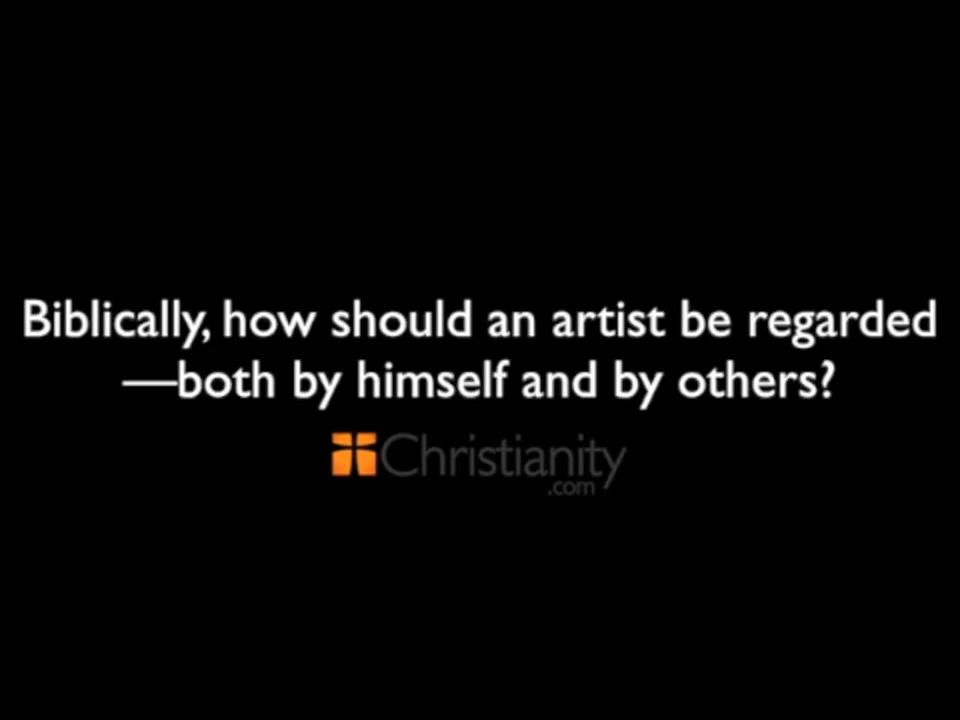 Biblically, how should an artist be regarded
—both by himself and by others?
Christianity
.com